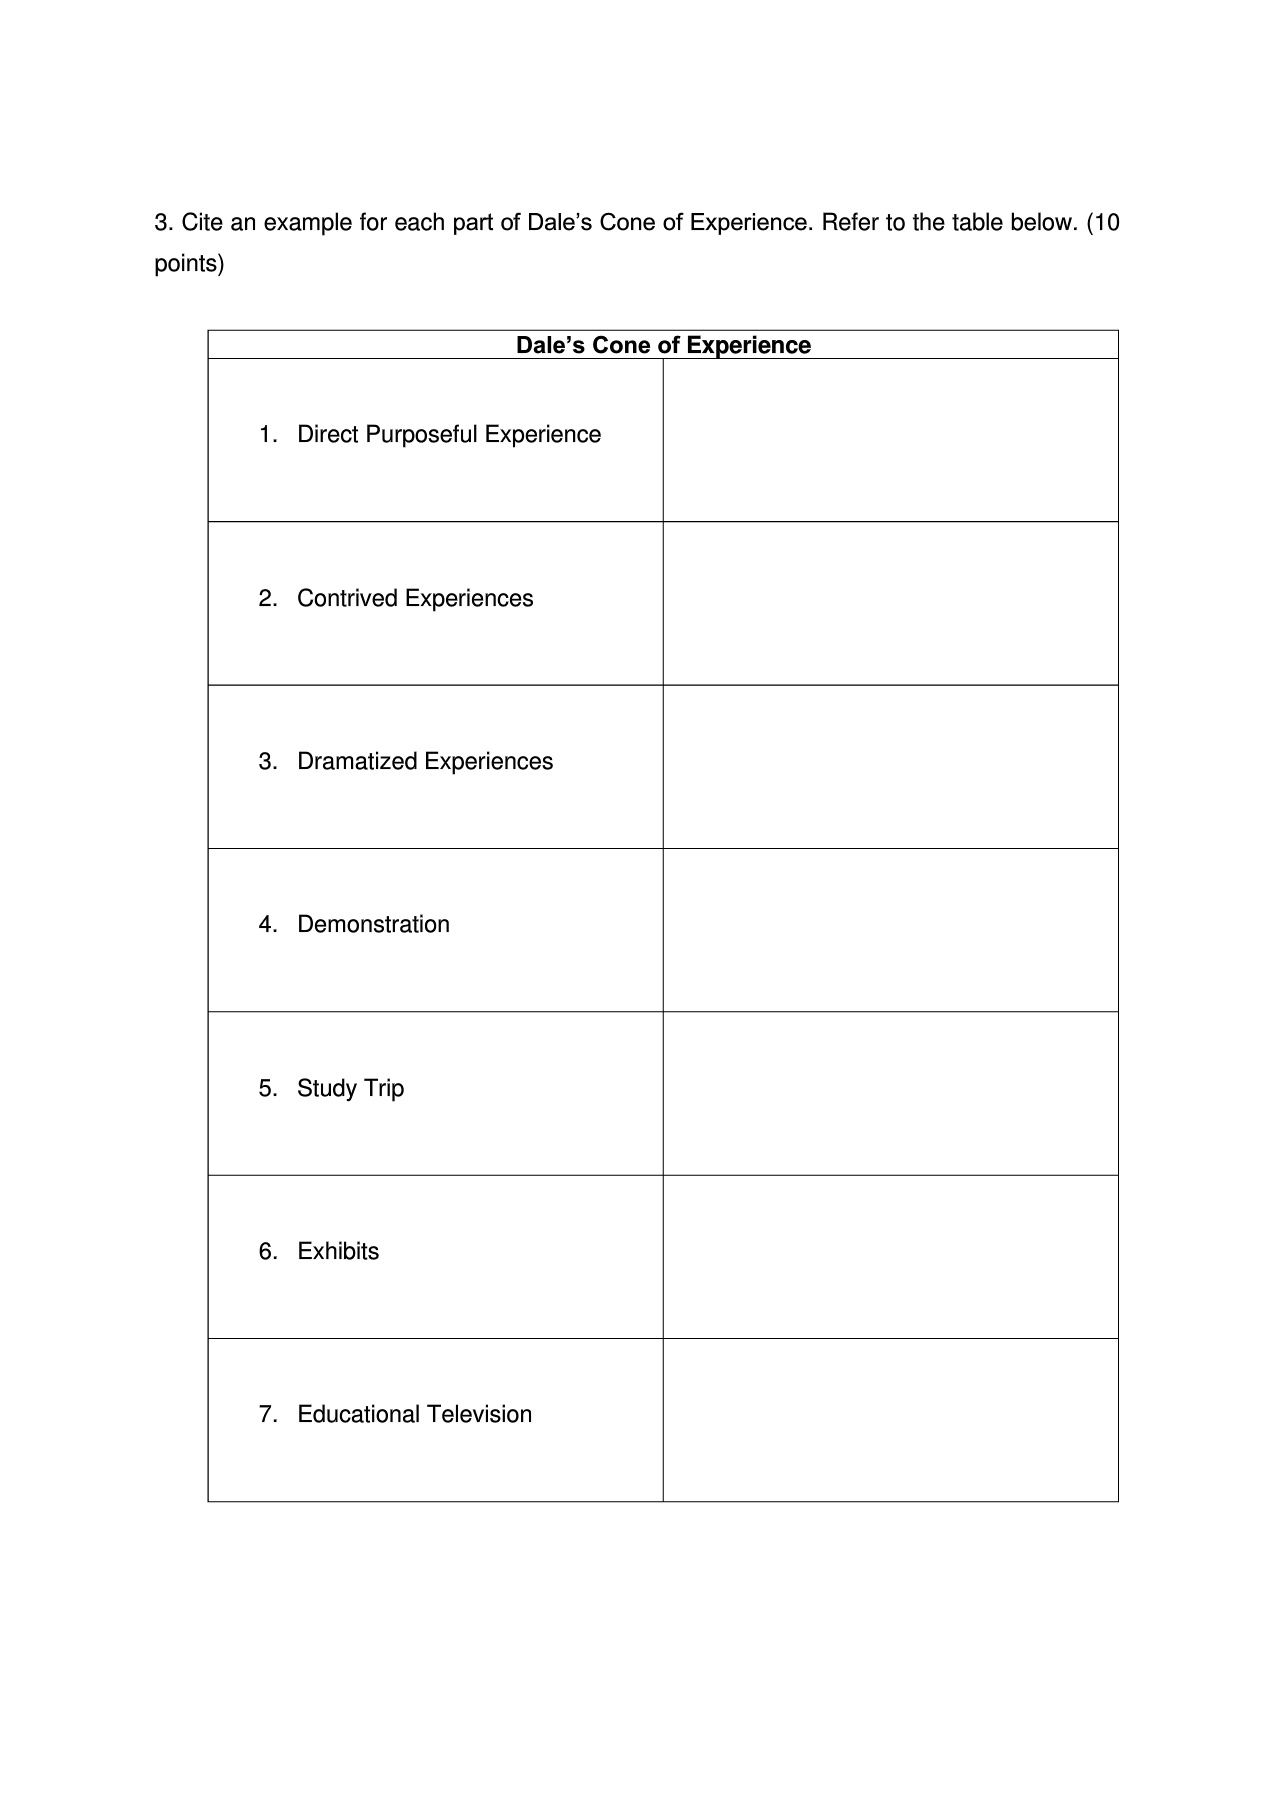 3. Cite an example for each part of Dale’s Cone of Experience. Refer to the table below. (10
points)
Dale’s Cone of Experience
1. Direct Purposeful Experience
2. Contrived Experiences
3. Dramatized Experiences
4. Demonstration
5. Study Trip
6. Exhibits
7. Educational Television